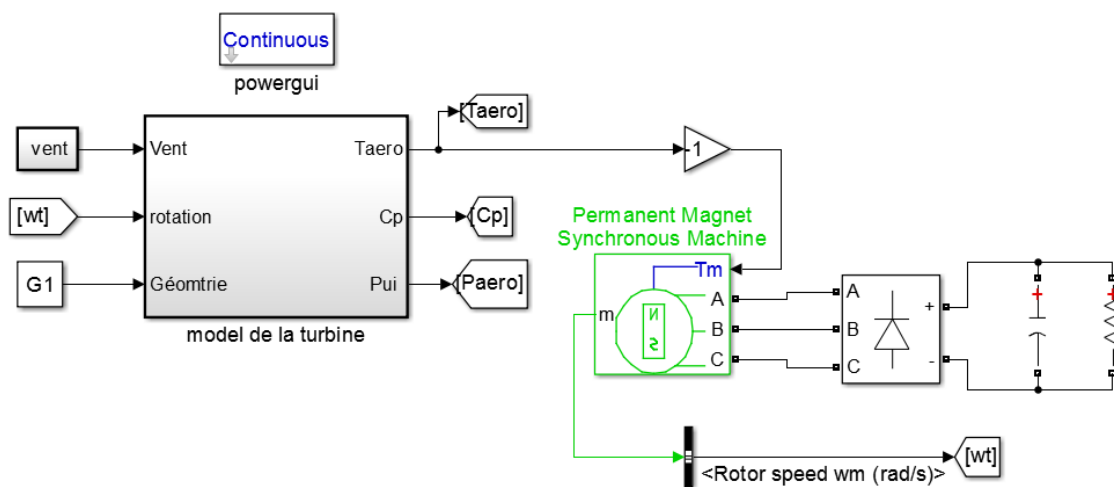 Continuous
powergui
[Taero]
vent
Vent
Taero
-1
[wt]
rotation
Cp
[Cp]
G1
Géomtrie
Pui
[Paero]
model de la turbine
Permanent Magnet
Synchronous Machine
Tm
m
N
S
A
B
C
A
B
C
+
-
+
+
<Rotor speed wm (rad/s)>
[wt]